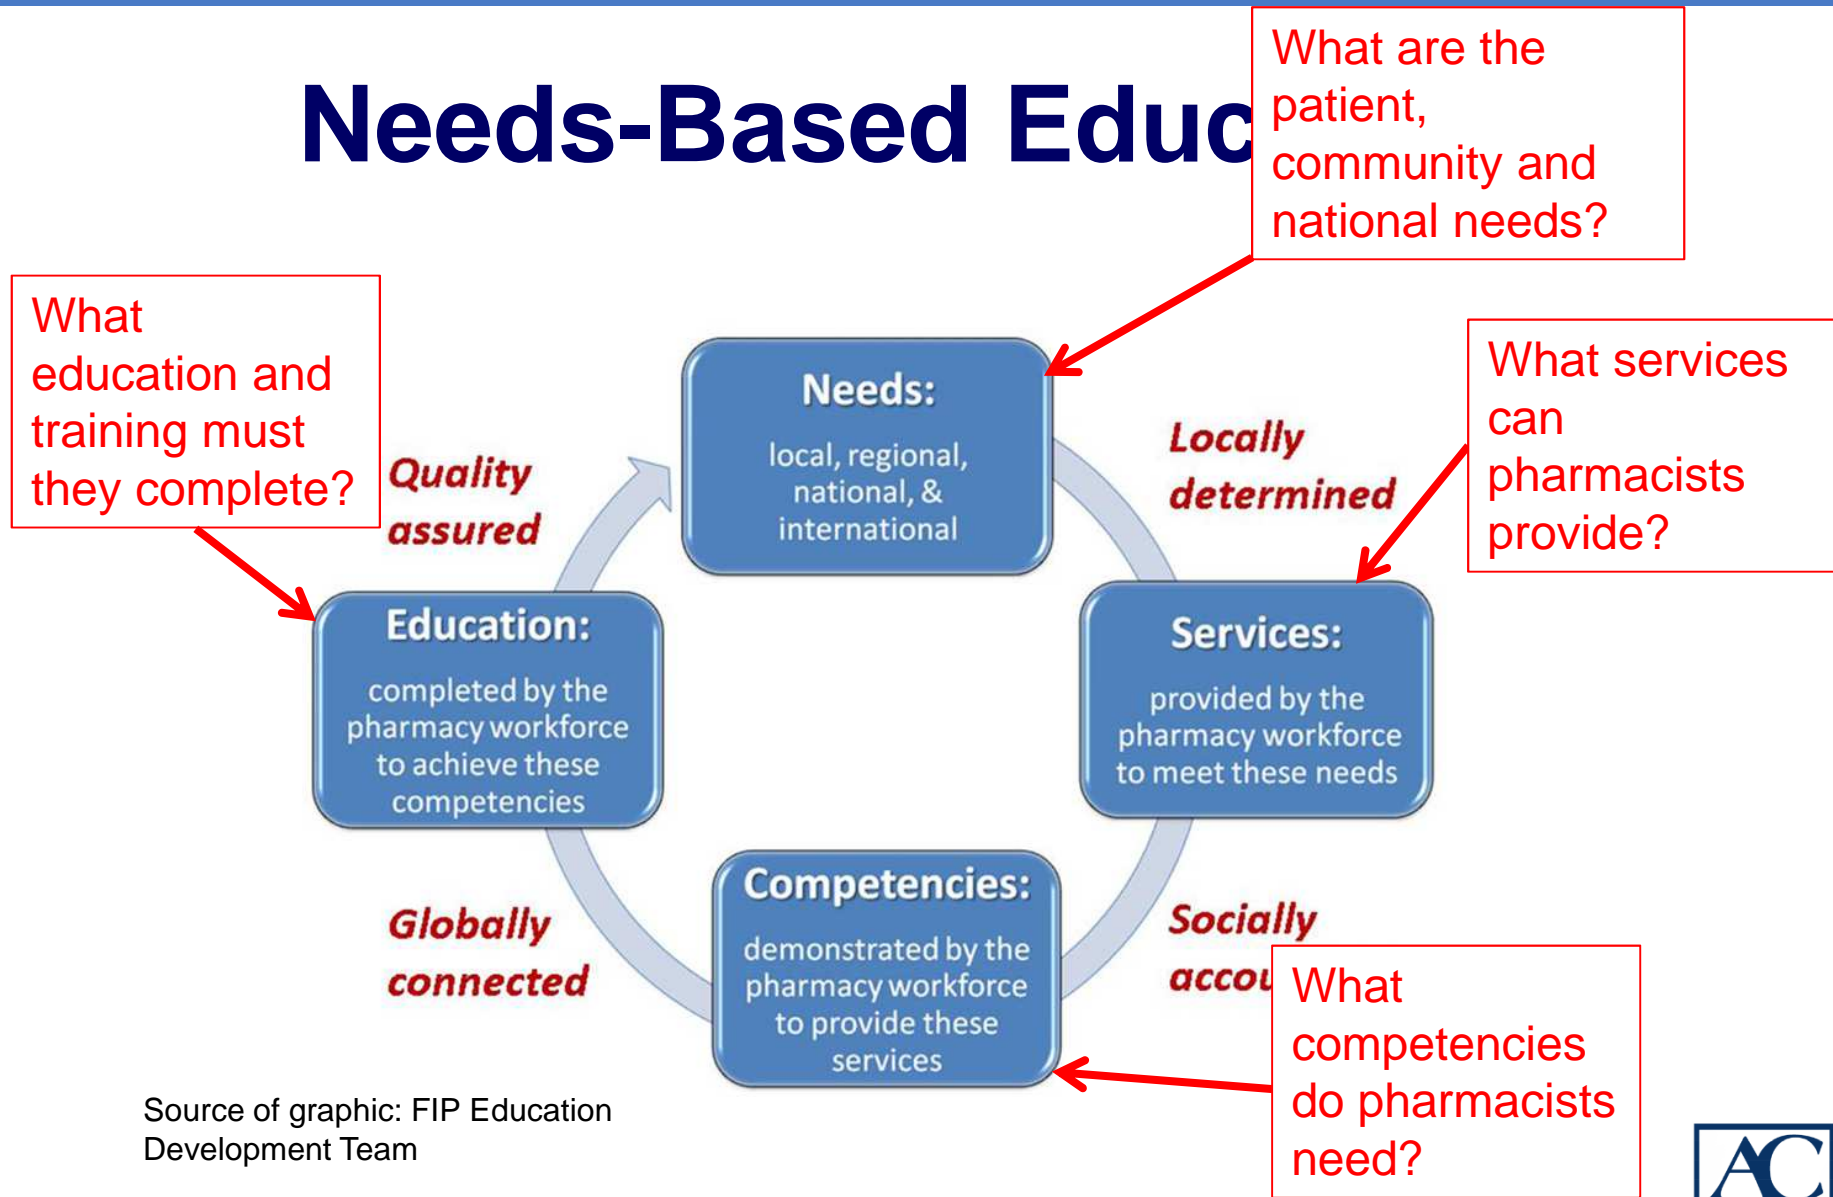 Needs-Based Educ
What are the
patient,
community and
national needs?
What
education and
training must
they complete?
What services
can
pharmacists
provide?
Quality
assured
Needs:
local, regional,
national, &
international
Locally
determined
Education:
completed by the
pharmacy workforce
to achieve these
competencies
Services:
provided by the
pharmacy workforce
to meet these needs
Globally
connected
Competencies:
demonstrated by the
pharmacy workforce
to provide these
services
Socially
accou
What
competencies
do pharmacists
need?
Source of graphic: FIP Education
Development Team
AC